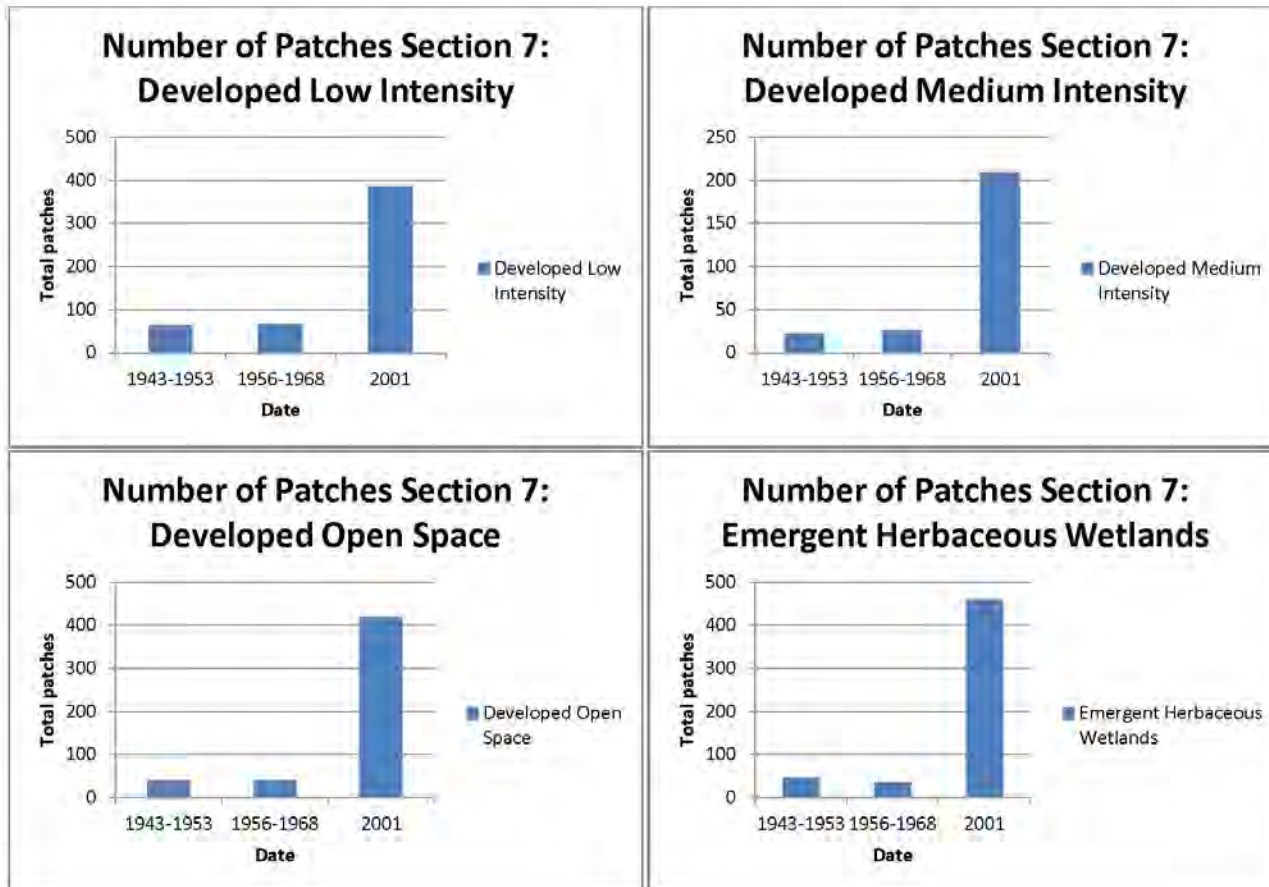 Number of Patches Section 7:
Developed Low Intensity
500
400
300
200
100
0
Total patches
1943-1953
1956-1968
2001
Date
Developed Low
Intensity
Number of Patches Section 7:
Developed Medium Intensity
250
200
150
100
50
0
Total patches
1943-1953
1956-1968
2001
Date
Developed Medium
Intensity
Number of Patches Section 7:
Developed Open Space
500
400
300
200
100
0
Total patches
1943-1953
1956-1968
2001
Date
Developed Open
Space
Number of Patches Section 7:
Emergent Herbaceous Wetlands
500
400
300
200
100
0
Total patches
1943-1953
1956-1968
2001
Date
Emergent Herbaceous
Wetlands